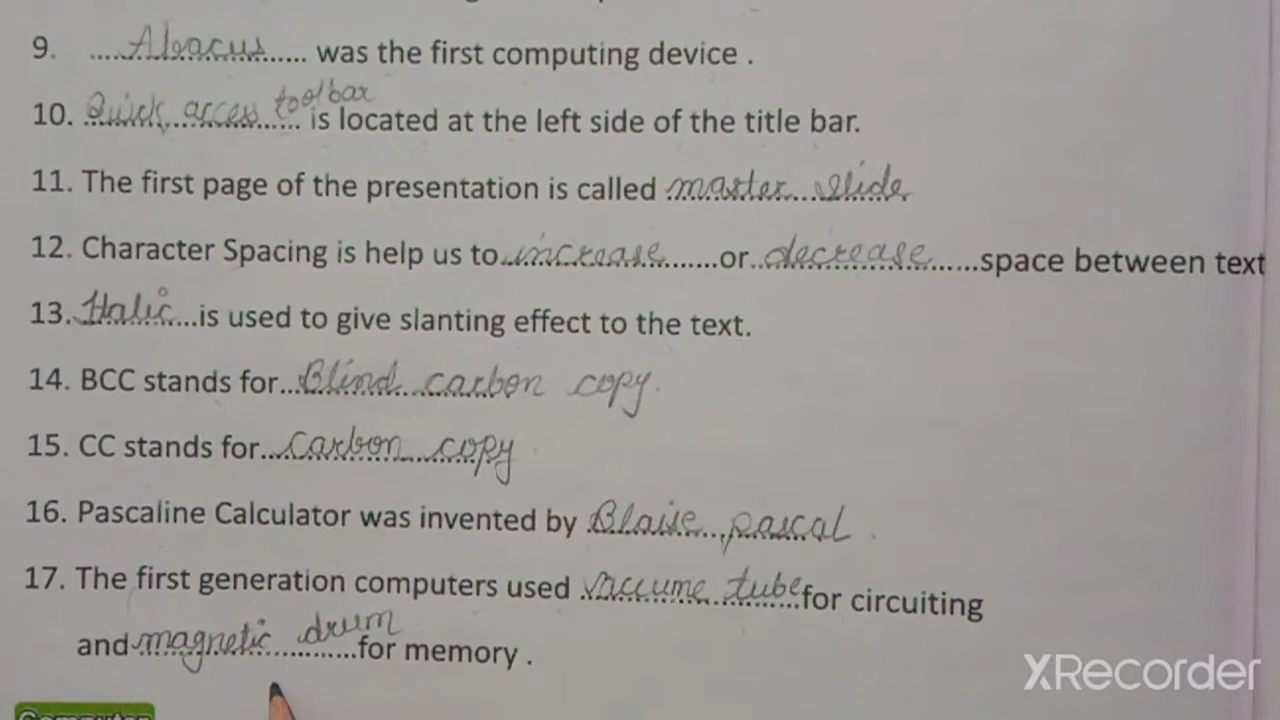 9. ....Abacus...... was the first computing device .
10. Quick access toolbar is located at the left side of the title bar.
11. The first page of the presentation is called master slide
12. Character Spacing is help us to increase.......or decrease......space between text
13. Italic...is used to give slanting effect to the text.
14. BCC stands for...Blind carbon copy.
15. CC stands for...carbon copy
16. Pascaline Calculator was invented by Blaise pascal .
17. The first generation computers used vaccume tube for circuiting
and magnetic drum for memory .
XRecorder